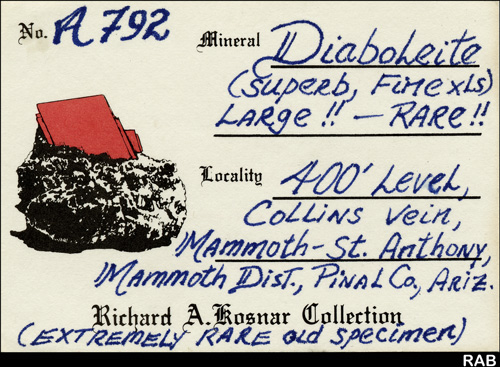 No. A 792
Mineral Diaboleite
(superb, Fine xls)
Large!! — RARE!!
Locality 400' Level,
Collins Vein,
Mammoth-St. Anthony,
Mammoth Dist., Pinal Co., Ariz.
Richard A. Kosnar Collection
(EXTREMELY RARE old specimen)
RAB